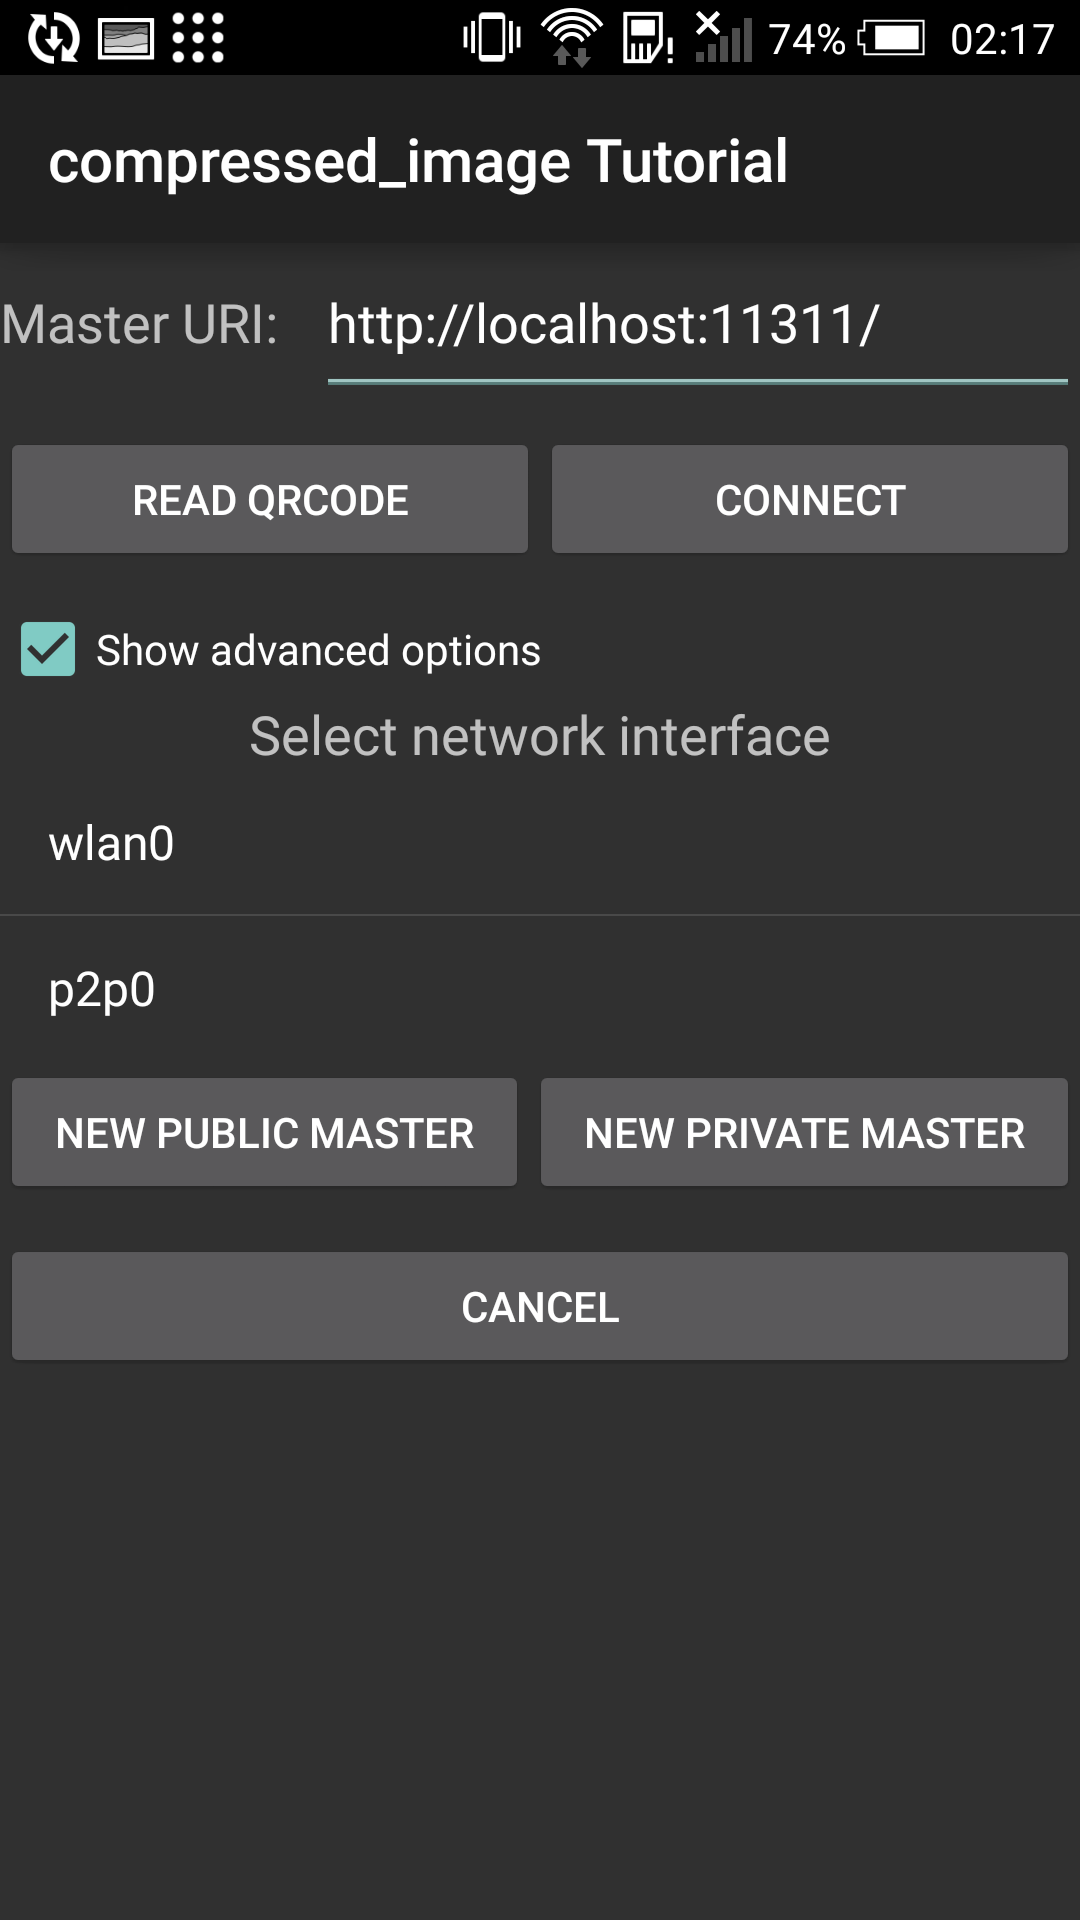 74% 02:17
compressed_image Tutorial
Master URI: http://localhost:11311/
READ QRCODE CONNECT
Show advanced options
Select network interface
wlan0
p2p0
NEW PUBLIC MASTER NEW PRIVATE MASTER
CANCEL